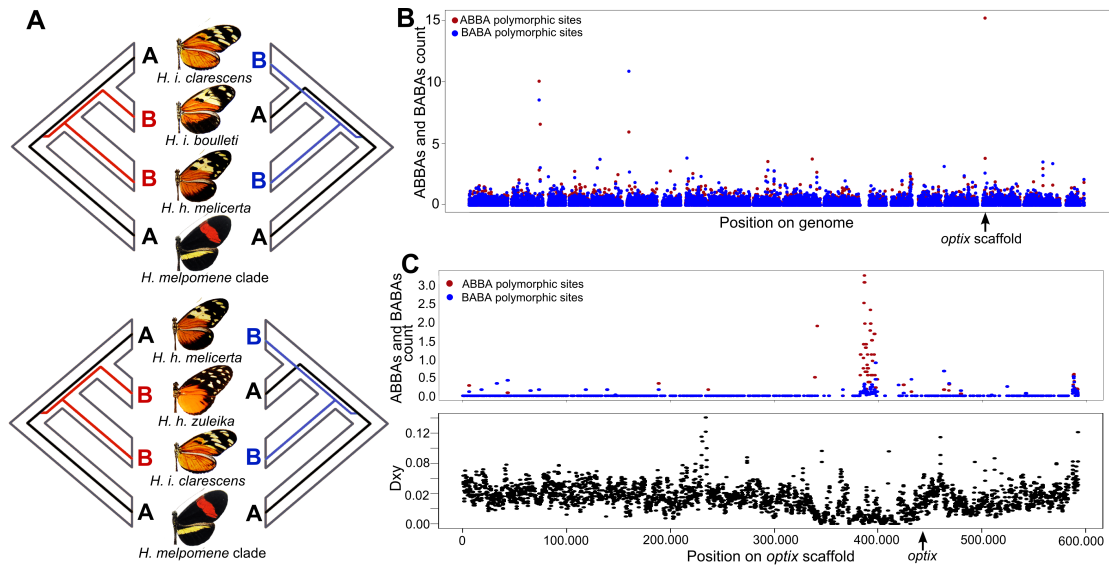 A
A
B
H. i. clarescens
B
A
H. i. boulleti
B
B
H. h. melicerta
A
A
H. melpomene clade
A
B
H. h. melicerta
B
A
H. h. zuleika
B
B
H. i. clarescens
A
A
H. melpomene clade
B
ABBAs and BABAs count
15
10
5
0
ABBA polymorphic sites
BABA polymorphic sites
Position on genome
optix scaffold
C
ABBAs and BABAs
count
3.0
2.5
2.0
1.5
1.0
0.5
0.0
ABBA polymorphic sites
BABA polymorphic sites
Dxy
0.12
0.08
0.02
0.00
0
100.000
200.000
300.000
400.000
500.000
600.000
Position on optix scaffold
optix